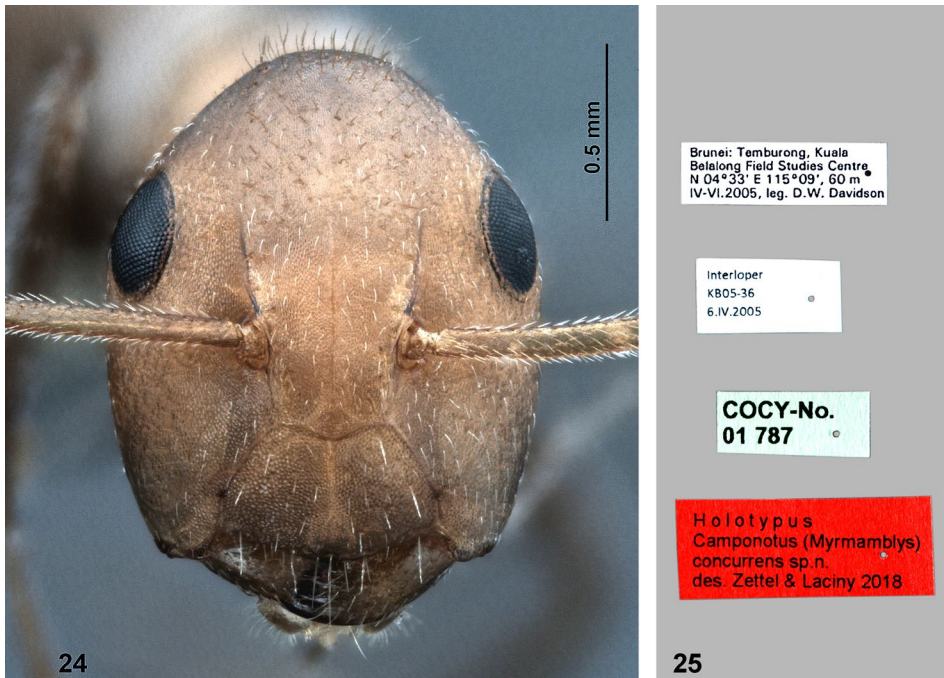 0.5 mm
24
Brunei: Temburong, Kuala
Belalong Field Studies Centre
N 04°33' E 115°09', 60 m
IV-VI.2005, leg. D.W. Davidson
Interloper
KB05-36
6.IV.2005
COCY-No.
01 787
Holotypus
Camponotus (Myrmamblys)
concurrens sp.n.
des. Zettel & Laciny 2018
25